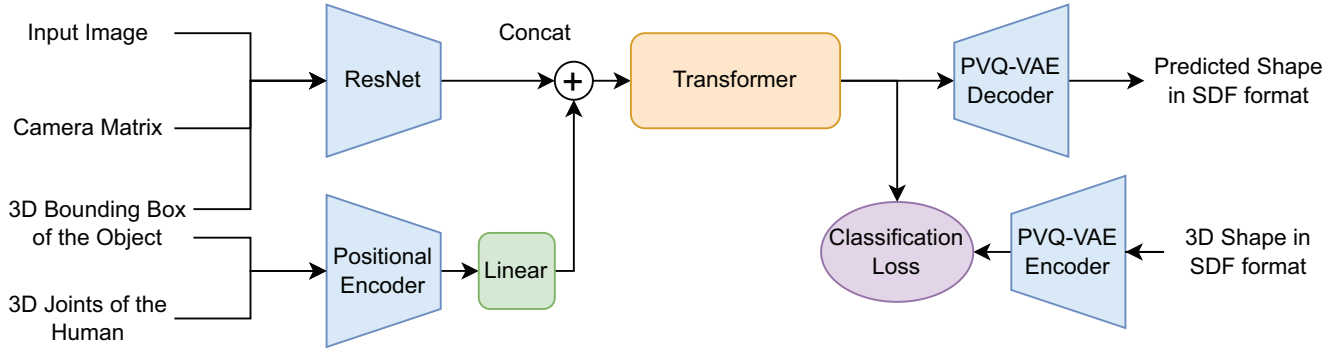 Input Image
Camera Matrix
3D Bounding Box
of the Object
3D Joints of the
Human
ResNet
Positional
Encoder
Linear
Concat
+
Transformer
PVQ-VAE
Decoder
Predicted Shape
in SDF format
Classification
Loss
PVQ-VAE
Encoder
3D Shape in
SDF format